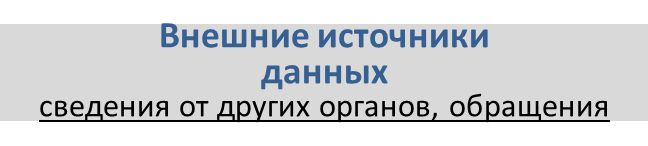 Внешние источники
данных
сведения от других органов, обращения